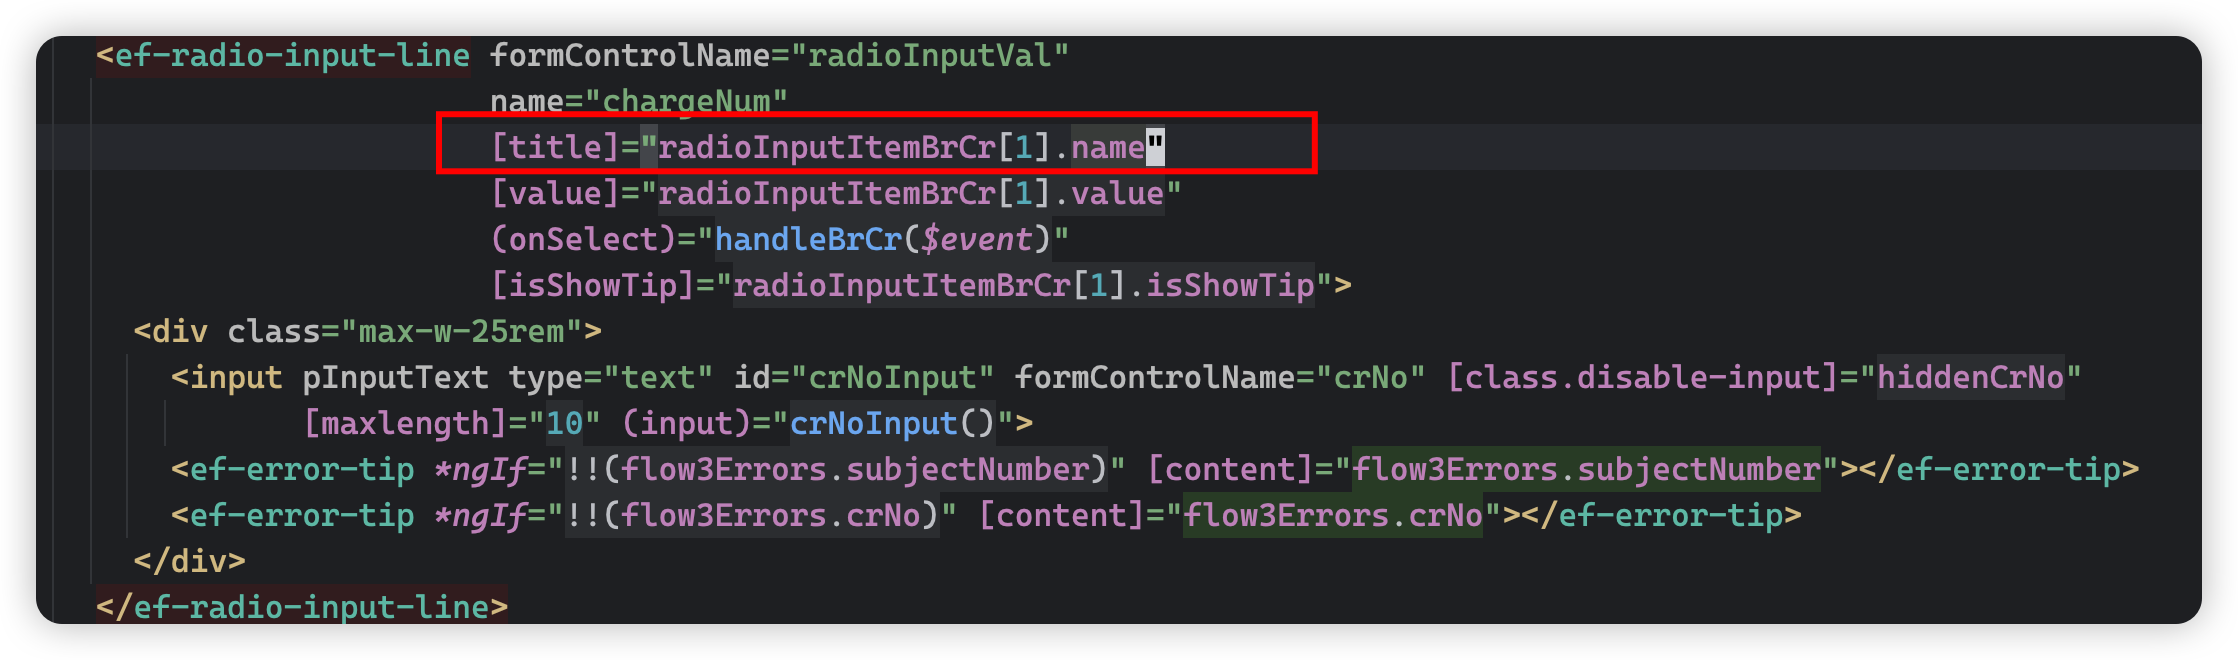 <ef-radio-input-line formControlName="radioInputVal"
name="chargeNum"
[title]="radioInputItemBrCr[1].name"
[value]="radioInputItemBrCr[1].value"
(onSelect)="handleBrCr($event)"
[isShowTip]="radioInputItemBrCr[1].isShowTip">
<div class="max-w-25rem">
<input pInputText type="text" id="crNoInput" formControlName="crNo" [class.disable-input]="hiddenCrNo"
[maxlength]="10" (input)="crNoInput()">
<ef-error-tip *ngIf="!!(flow3Errors.subjectNumber)" [content]="flow3Errors.subjectNumber"></ef-error-tip>
<ef-error-tip *ngIf="!!(flow3Errors.crNo)" [content]="flow3Errors.crNo"></ef-error-tip>
</div>
</ef-radio-input-line>